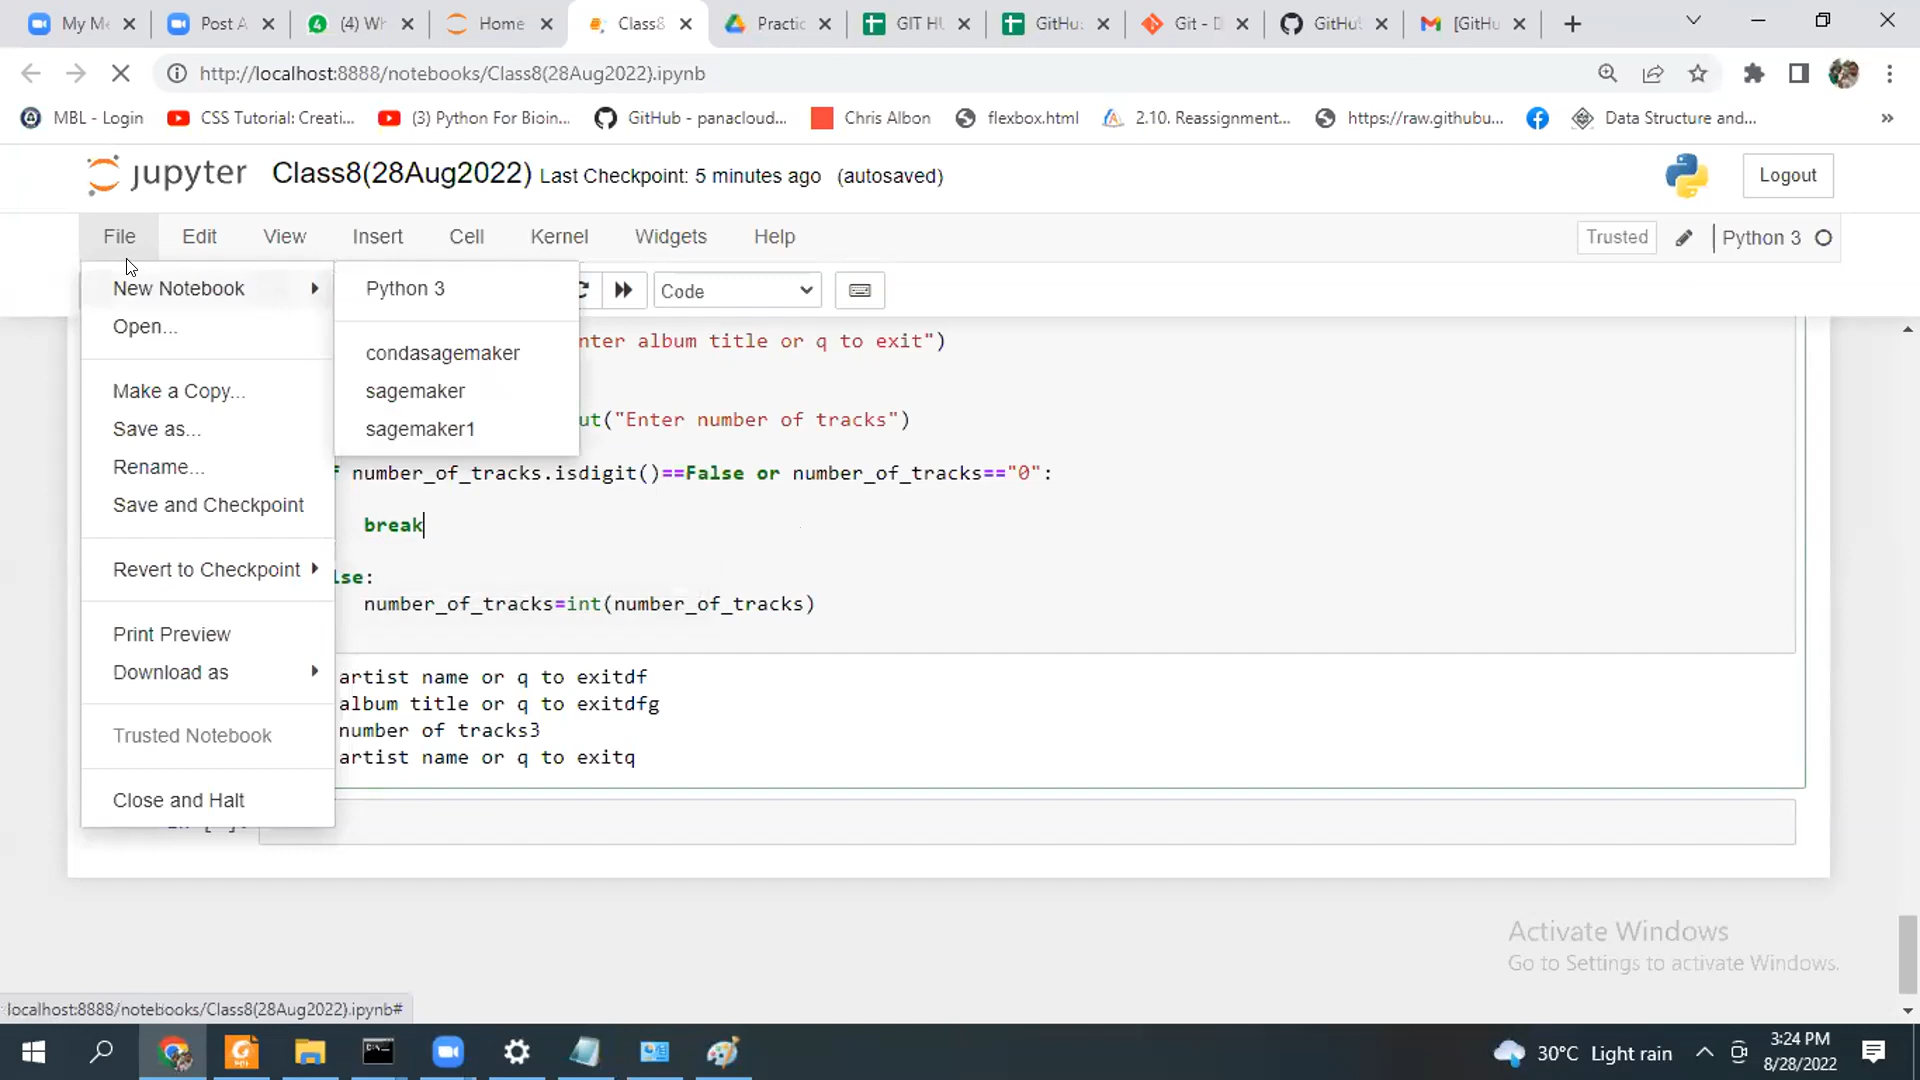 My Me
Post A
(4) Wh
Home
Class8
Practic
GIT HU
GitHu
Git - D
GitHu
[GitHu
http://localhost:8888/notebooks/Class8(28Aug2022).ipynb
MBL - Login
CSS Tutorial: Creati...
(3) Python For Bioin...
GitHub - panacloud...
Chris Albon
flexbox.html
2.10. Reassignment...
https://raw.githubu...
Data Structure and...
»
jupyter Class8(28Aug2022) Last Checkpoint: 5 minutes ago (autosaved)
Logout
File Edit View Insert Cell Kernel Widgets Help
Trusted
Python 3
New Notebook
Open...
Make a Copy...
Save as...
Rename...
Save and Checkpoint
Revert to Checkpoint
Print Preview
Download as
Trusted Notebook
Close and Halt
Python 3
condasagemaker
sagemaker
sagemaker1
Code
nter album title or q to exit")
ut("Enter number of tracks")
number_of_tracks.isdigit()==False or number_of_tracks=="0":
break
lse:
number_of_tracks=int(number_of_tracks)
artist name or q to exitdf
album title or q to exitdfg
number of tracks3
artist name or q to exitq
Activate Windows
Go to Settings to activate Windows.
localhost:8888/notebooks/Class8(28Aug2022).ipynb#
30°C Light rain
3:24 PM
8/28/2022